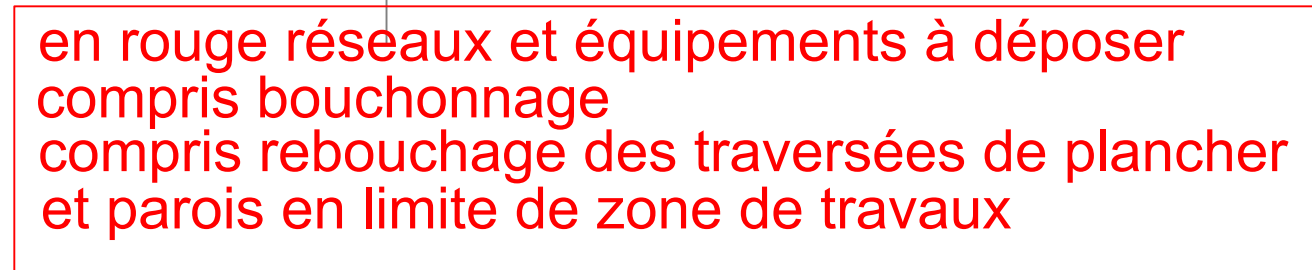 en rouge réseaux et équipements à déposer
compris bouchonnage
compris rebouchage des traversées de plancher
et parois en limite de zone de travaux